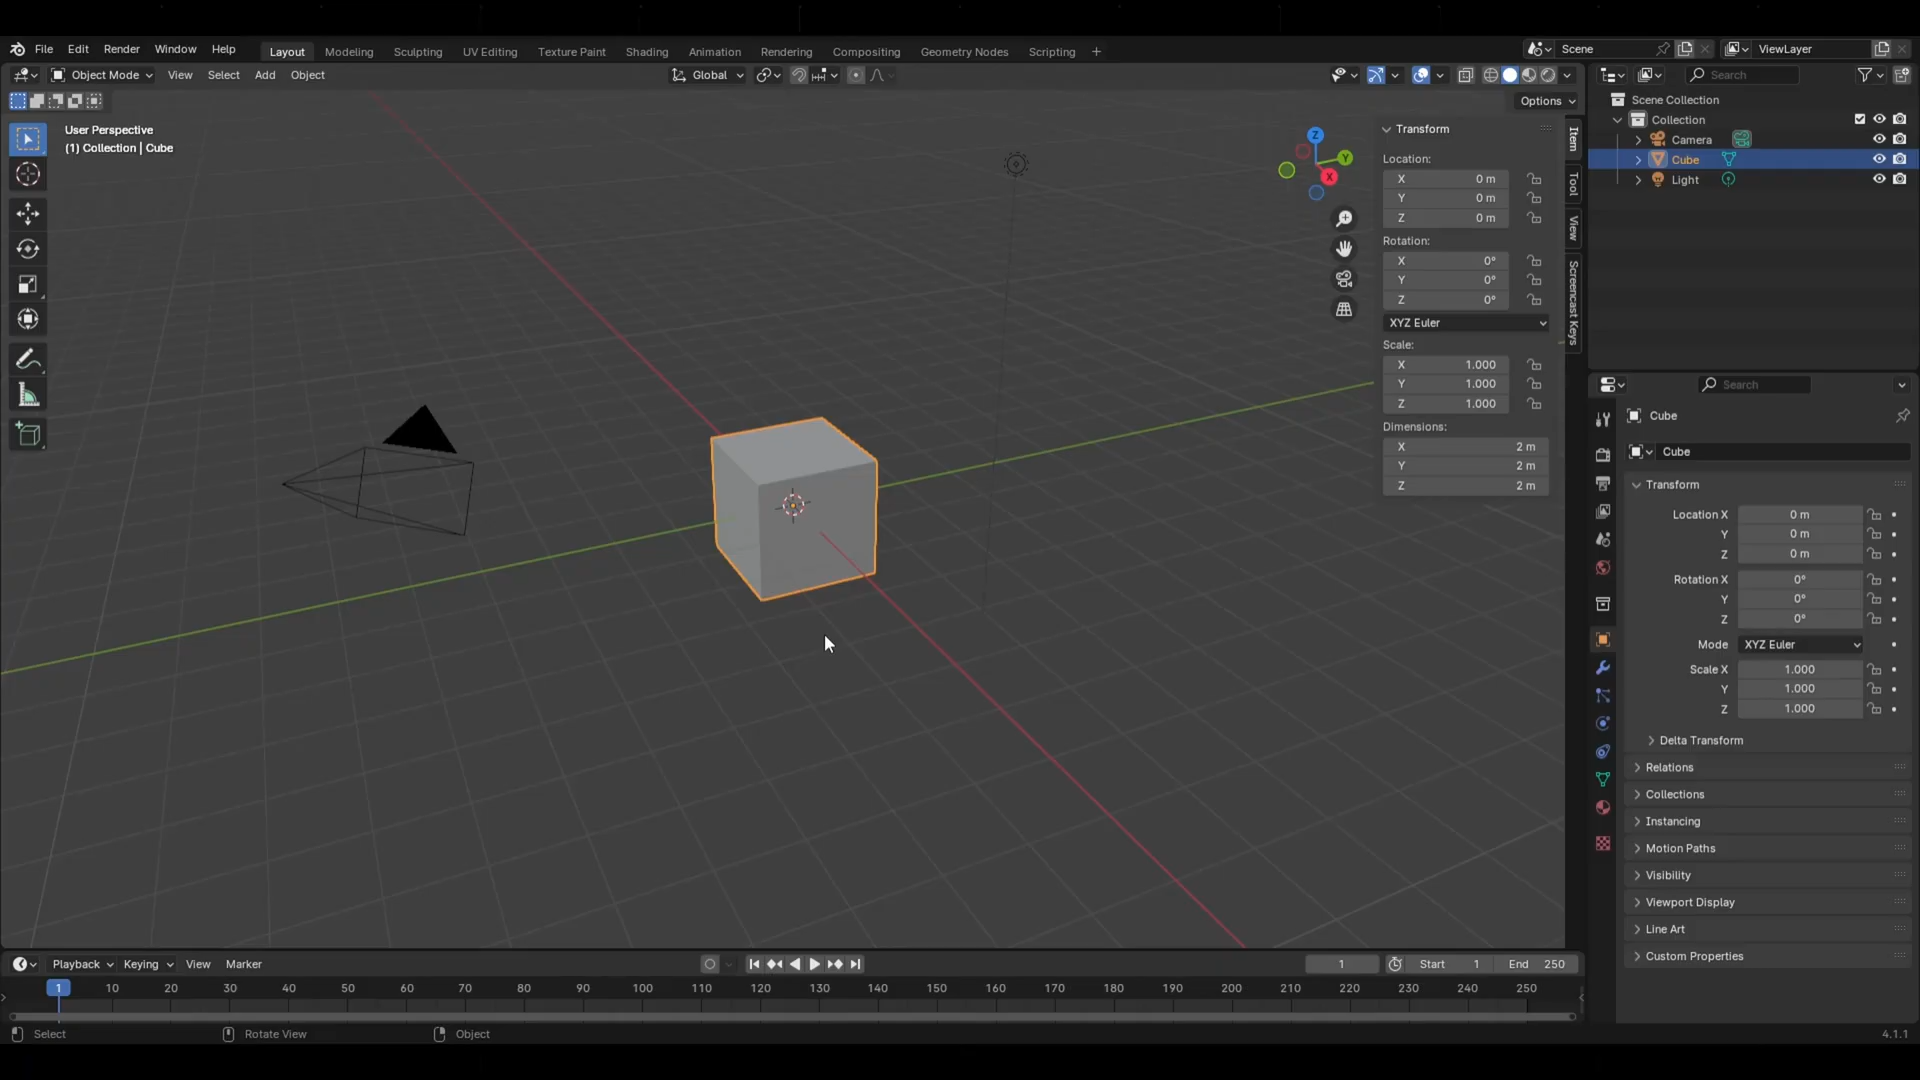 File Edit Render Window Help Layout Modeling Sculpting UV Editing Texture Paint Shading Animation Rendering Compositing Geometry Nodes Scripting + Scene ViewLayer
Object Mode View Select Add Object Global Search
Options
User Perspective
(1) Collection | Cube
Z
Y
X
Transform
Location:
X 0 m
Y 0 m
Z 0 m
Rotation:
X 0°
Y 0°
Z 0°
XYZ Euler
Scale:
X 1.000
Y 1.000
Z 1.000
Dimensions:
X 2 m
Y 2 m
Z 2 m
Item
Tool
View
Screencast Keys
Scene Collection
Collection
Camera
Cube
Light
Search
Cube
Cube
Transform
Location X 0 m
Y 0 m
Z 0 m
Rotation X 0°
Y 0°
Z 0°
Mode XYZ Euler
Scale X 1.000
Y 1.000
Z 1.000
Delta Transform
Relations
Collections
Instancing
Motion Paths
Visibility
Viewport Display
Line Art
Custom Properties
Playback Keying View Marker 1 Start 1 End 250
1 10 20 30 40 50 60 70 80 90 100 110 120 130 140 150 160 170 180 190 200 210 220 230 240 250
Select Rotate View Object 4.1.1